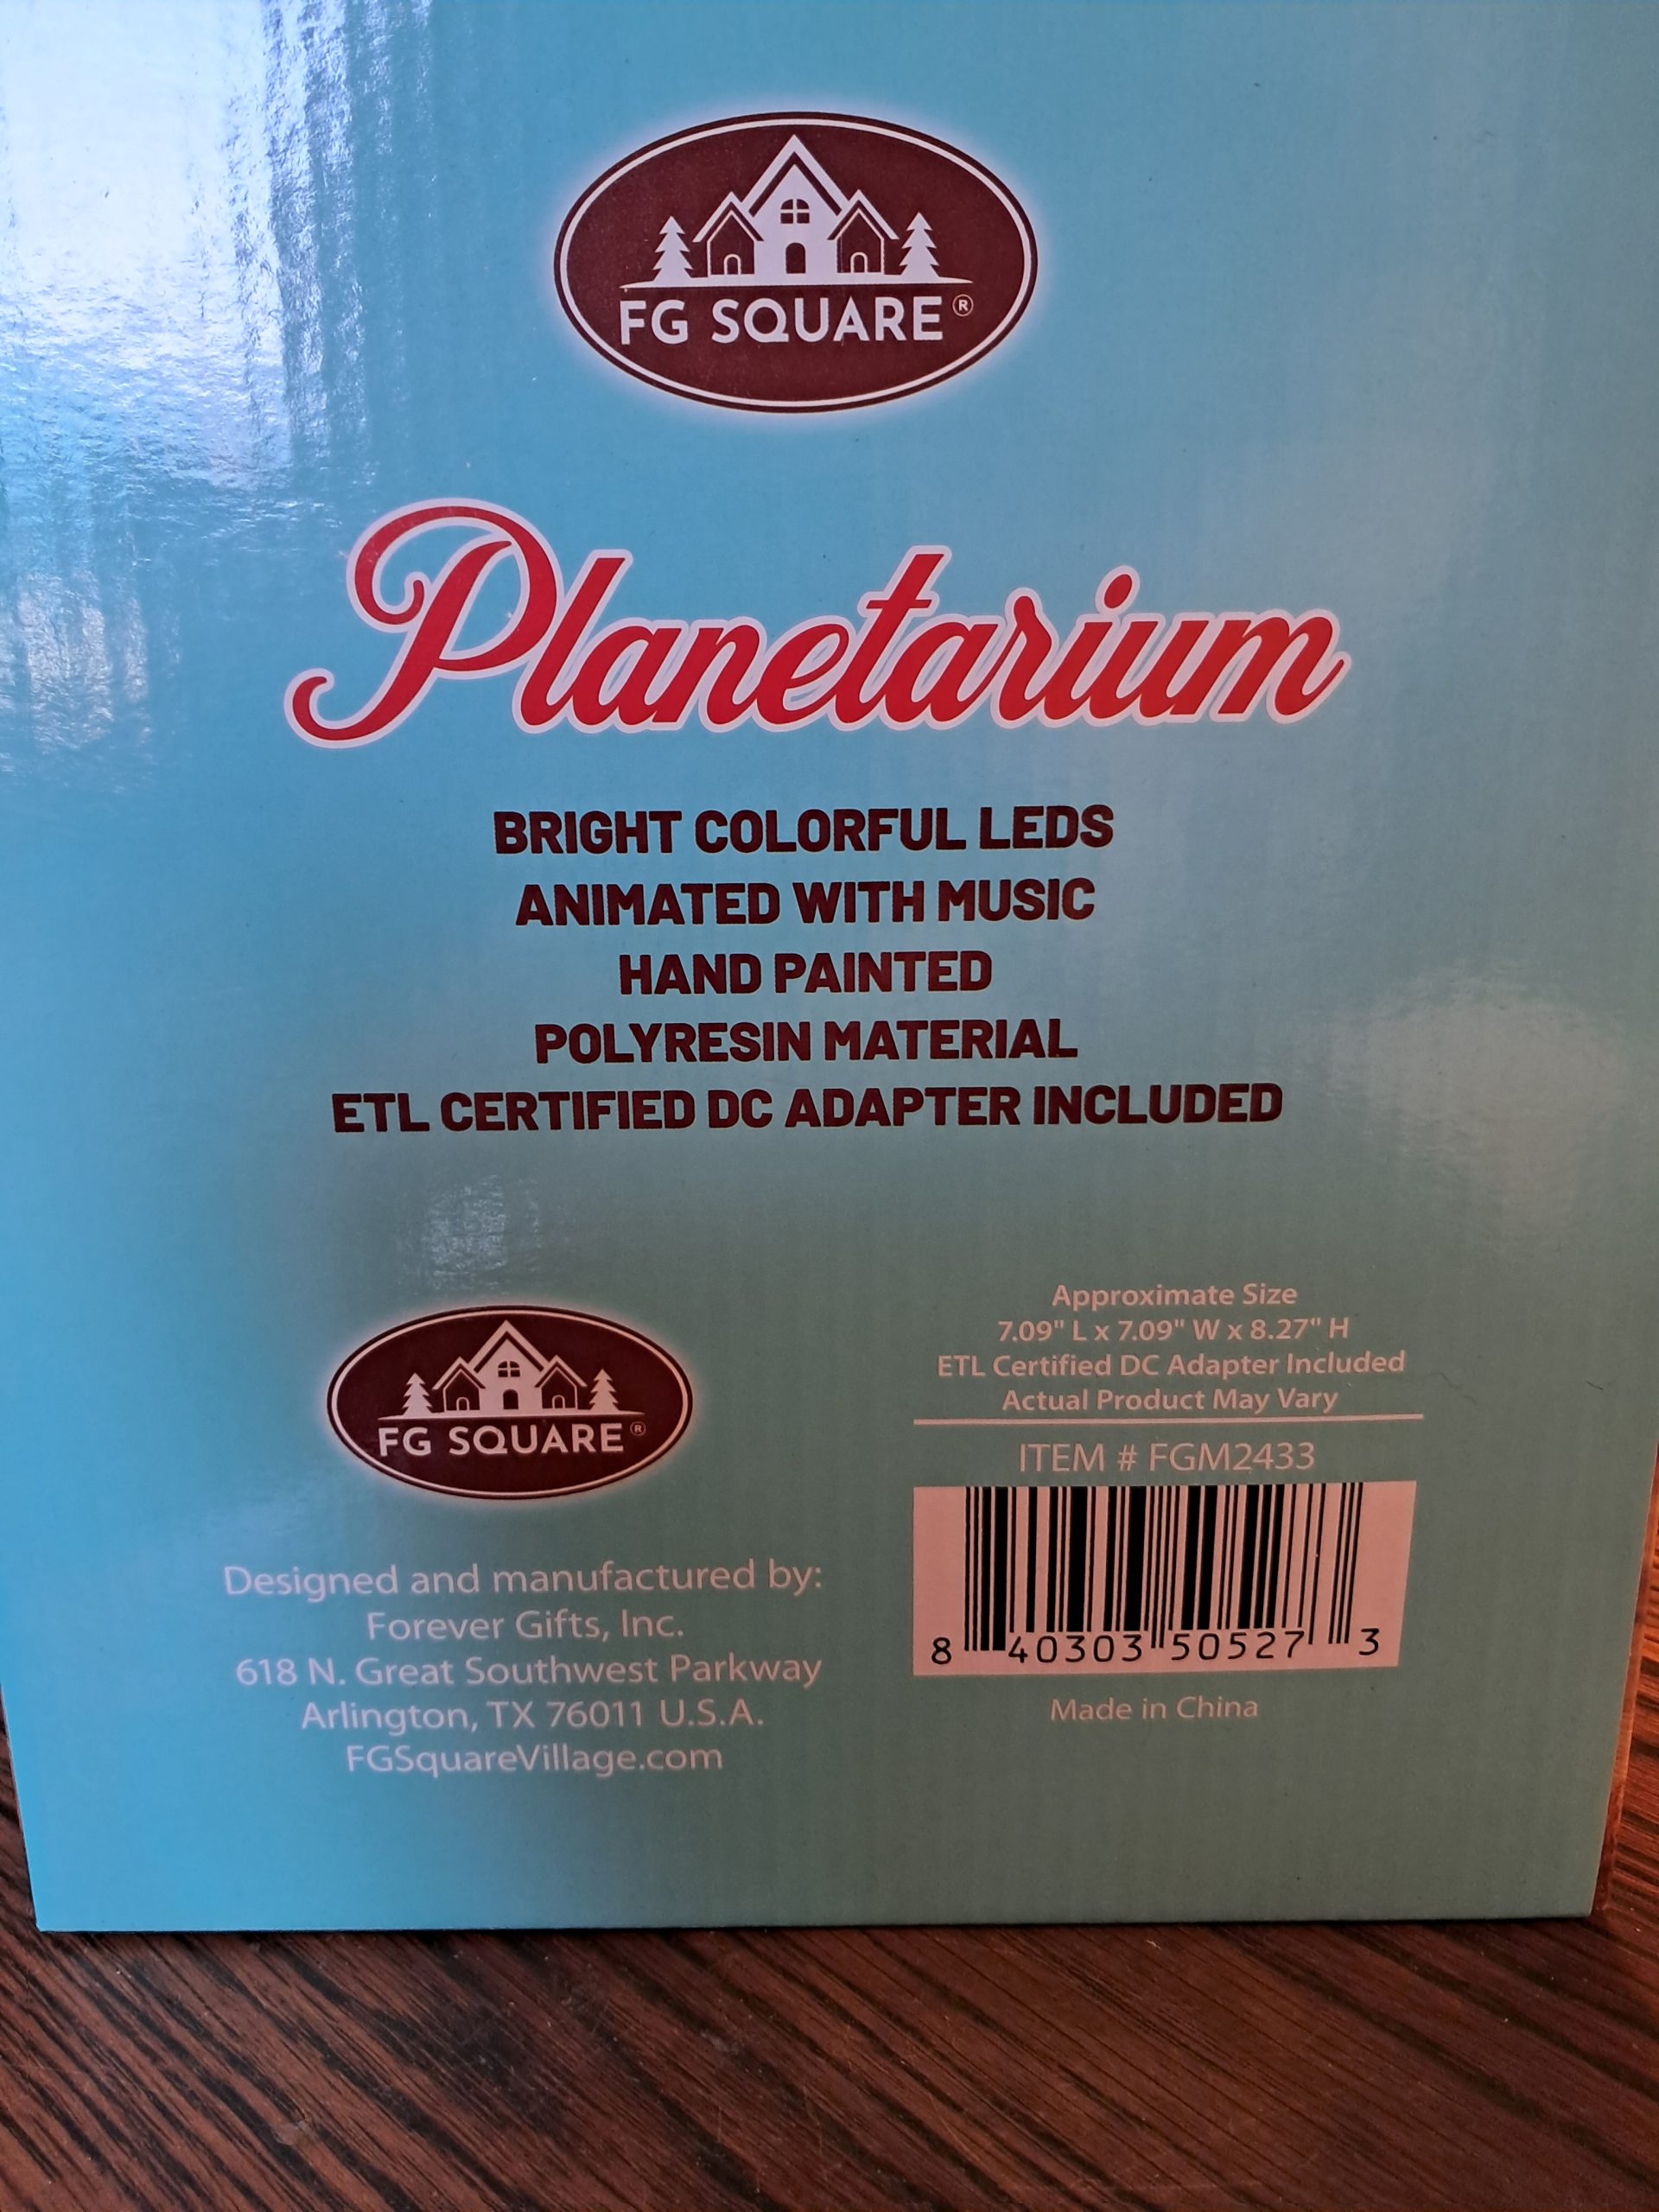 FG SQUARE ®
Planetarium
BRIGHT COLORFUL LEDS
ANIMATED WITH MUSIC
HAND PAINTED
POLYRESIN MATERIAL
ETL CERTIFIED DC ADAPTER INCLUDED
FG SQUARE ®
Designed and manufactured by:
Forever Gifts, Inc.
618 N. Great Southwest Parkway
Arlington, TX 76011 U.S.A.
FGSquareVillage.com
Approximate Size
7.09" L x 7.09" W x 8.27" H
ETL Certified DC Adapter Included
Actual Product May Vary
ITEM # FGM2433
8 40303 50527 3
Made in China